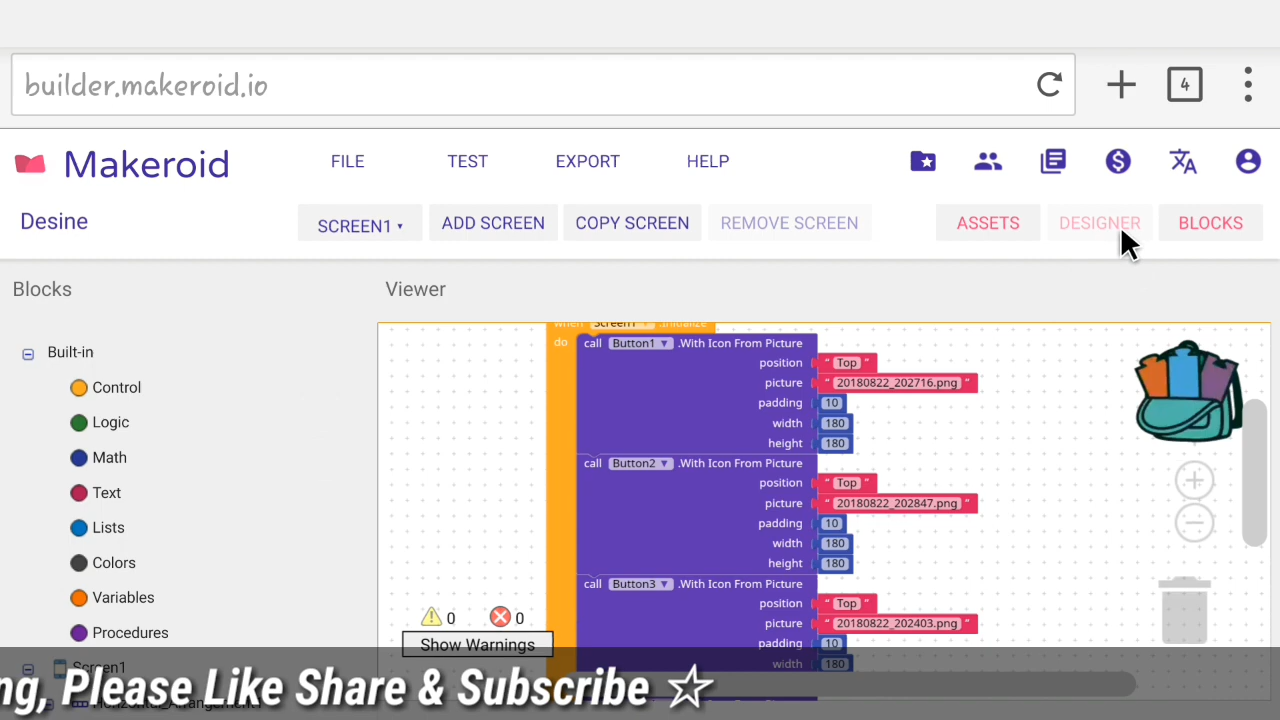 builder.makeroid.io
4
Makeroid FILE TEST EXPORT HELP
Desine SCREEN1 ▾ ADD SCREEN COPY SCREEN REMOVE SCREEN ASSETS DESIGNER BLOCKS
Blocks Viewer
Built-in
Control
Logic
Math
Text
Lists
Colors
Variables
Procedures
Screen1
when Screen1 .Initialize
do call Button1 ▼ .With Icon From Picture
position " Top "
picture " 20180822_202716.png "
padding 10
width 180
height 180
call Button2 ▼ .With Icon From Picture
position " Top "
picture " 20180822_202847.png "
padding 10
width 180
height 180
call Button3 ▼ .With Icon From Picture
position " Top "
picture " 20180822_202403.png "
padding 10
width 180
0 0
Show Warnings
ng, Please Like Share & Subscribe ☆